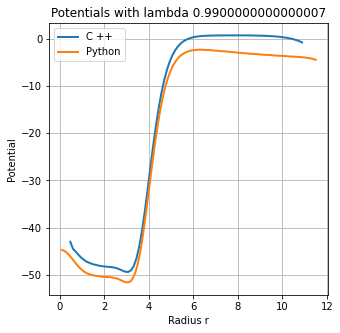 Potentials with lambda 0.9900000000000007
C ++
Python
0
−10
−20
−30
−40
−50
Potential
0 2 4 6 8 10 12
Radius r